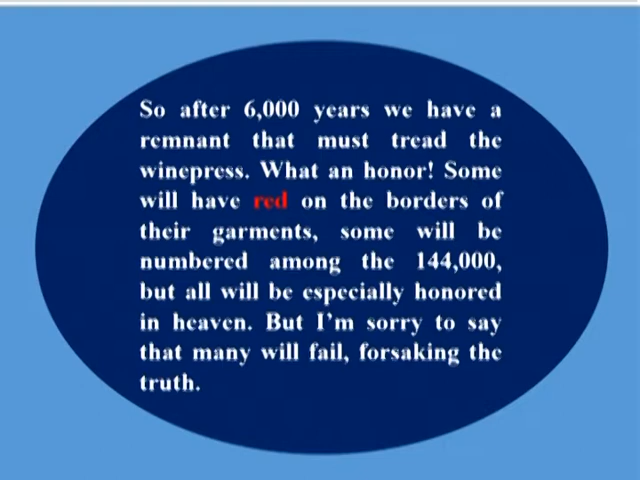 So after 6,000 years we have a
remnant that must tread the
winepress. What an honor! Some
will have red on the borders of
their garments, some will be
numbered among the 144,000,
but all will be especially honored
in heaven. But I'm sorry to say
that many will fail, forsaking the
truth.